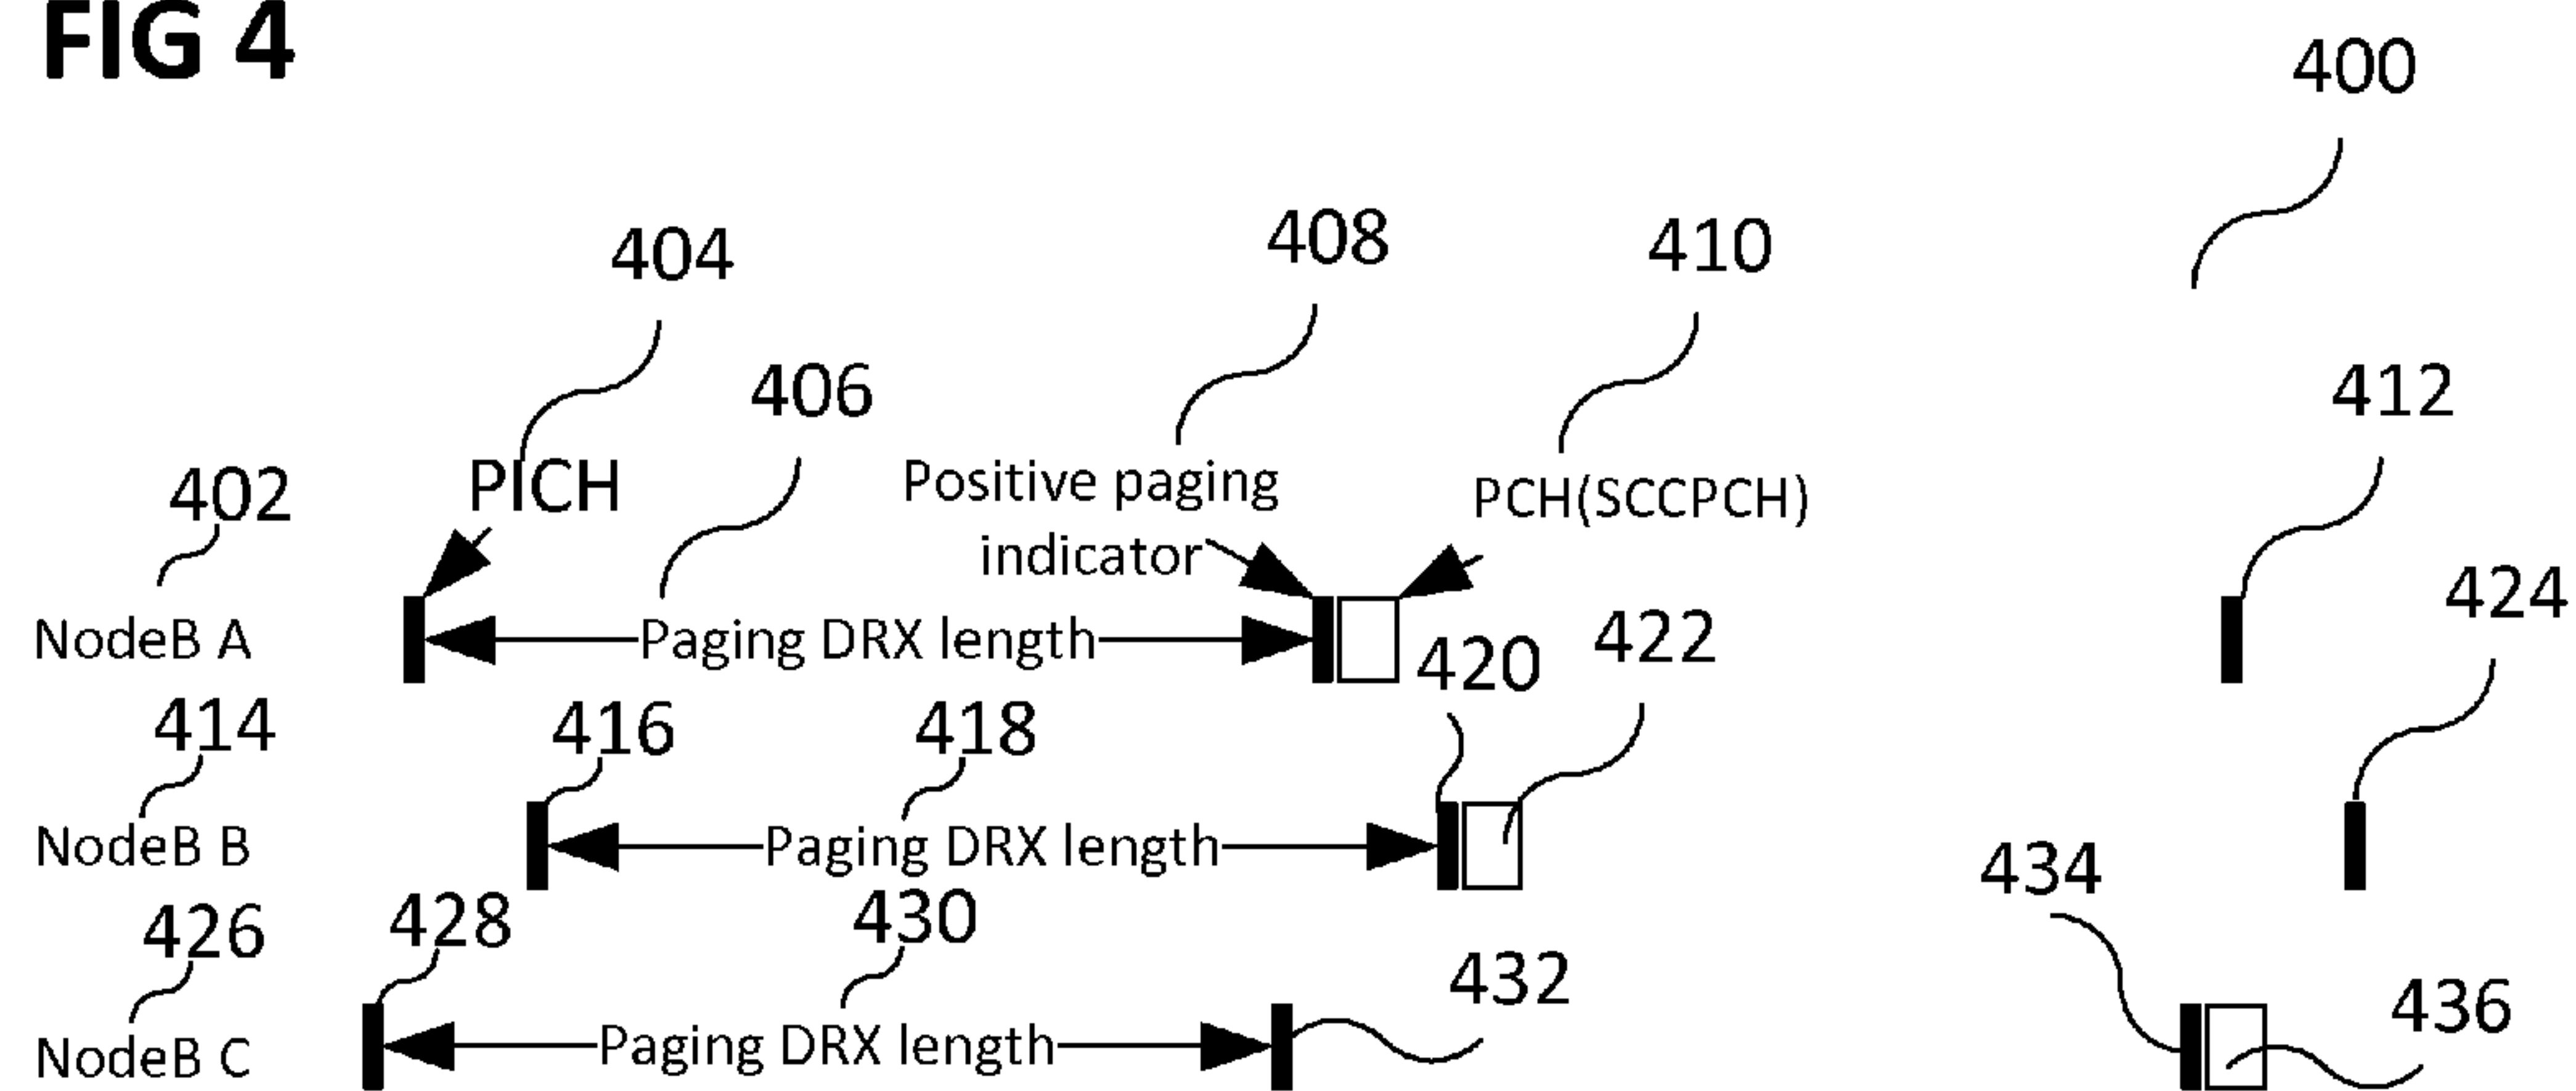 FIG 4
400
404
408
410
406
412
402
PICH
Positive paging
indicator
PCH(SCCPCH)
424
NodeB A
Paging DRX length
420
422
414
416
418
NodeB B
Paging DRX length
434
426
428
430
432
436
NodeB C
Paging DRX length